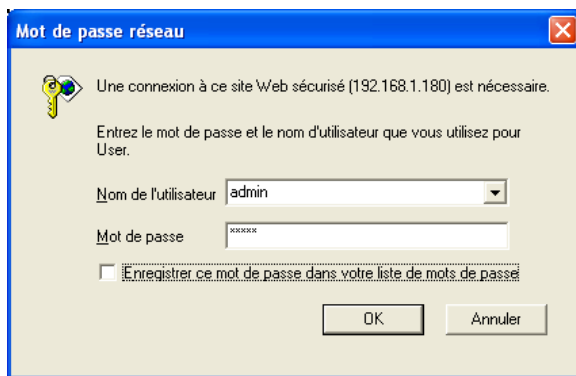 Mot de passe réseau
Une connexion à ce site Web sécurisé (192.168.1.180) est nécessaire.
Entrez le mot de passe et le nom d'utilisateur que vous utilisez pour
User.
Nom de l'utilisateur admin
Mot de passe xxxxx
Enregistrer ce mot de passe dans votre liste de mots de passe
OK Annuler